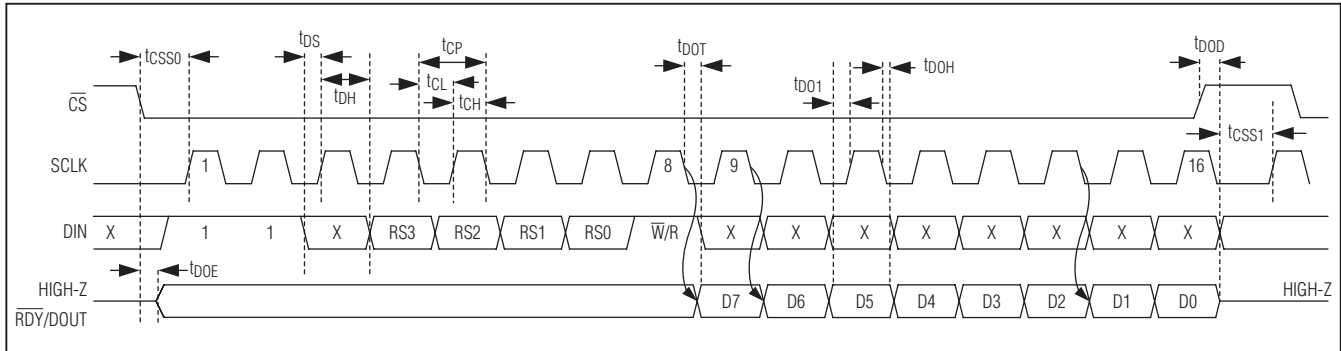 tCSS0
tDS
tDH
tCP
tCL
tCH
tDOT
tDO1
tDOH
tDOD
tCSS1
CS
SCLK 1 8 9 16
DIN X 1 1 X RS3 RS2 RS1 RS0 W/R X X X X X X X X
tDOE
HIGH-Z D7 D6 D5 D4 D3 D2 D1 D0 HIGH-Z
RDY/DOUT